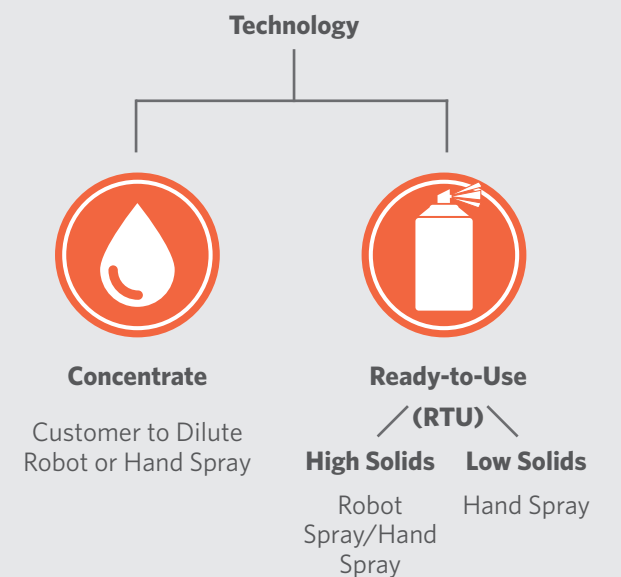 Technology
Concentrate
Customer to Dilute
Robot or Hand Spray
Ready-to-Use
(RTU)
High Solids
Robot
Spray/Hand
Spray
Low Solids
Hand Spray